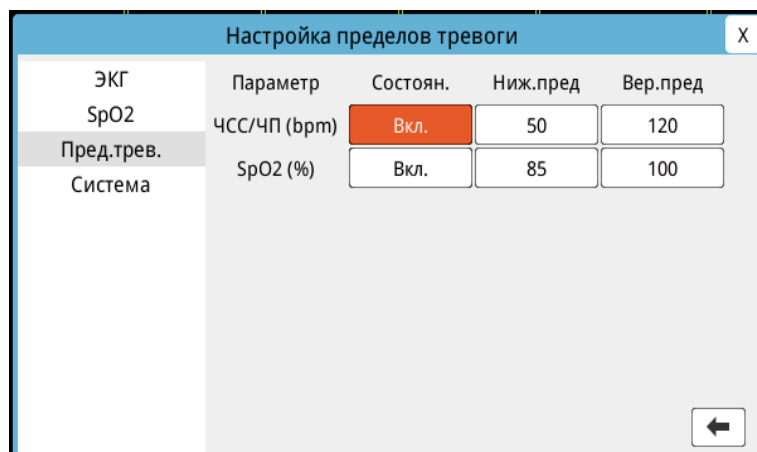 Настройка пределов тревоги X
ЭКГ
SpO2
Пред.трев.
Система
Параметр Состоян. Ниж.пред Вер.пред
ЧСС/ЧП (bpm) Вкл. 50 120
SpO2 (%) Вкл. 85 100